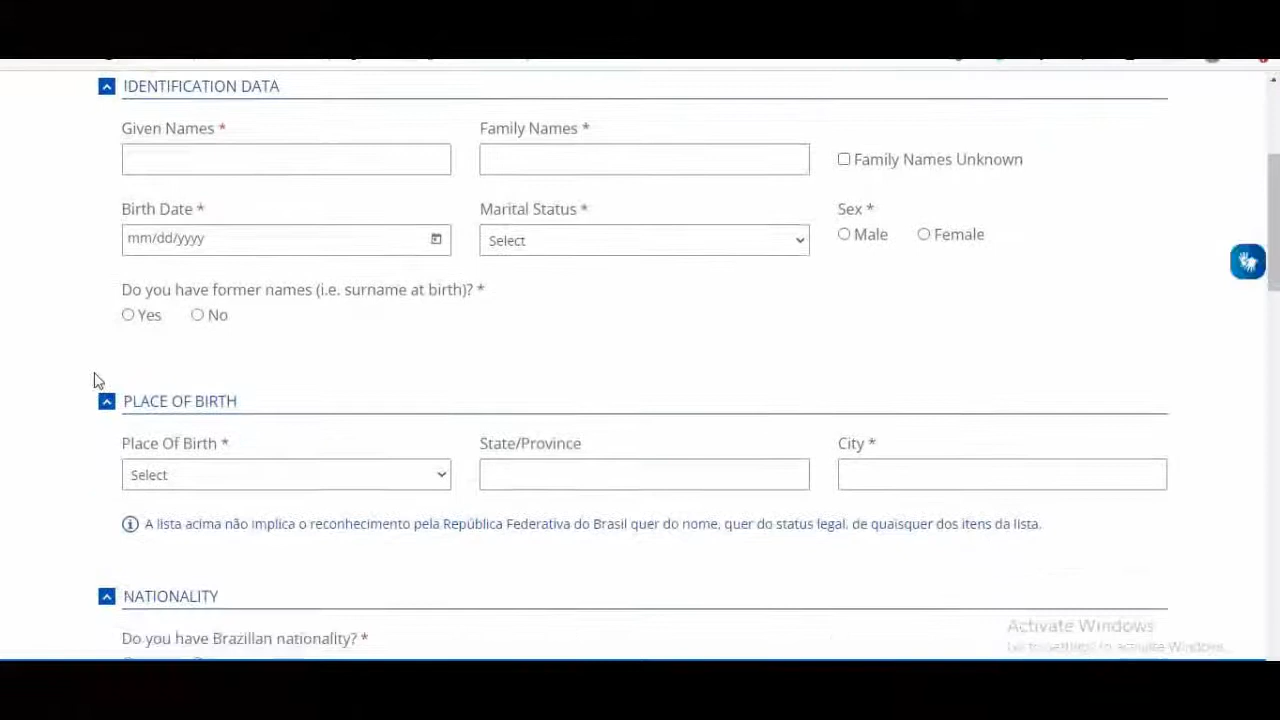 IDENTIFICATION DATA
Given Names *
Family Names *
Family Names Unknown
Birth Date *
Marital Status *
Sex *
mm/dd/yyyy
Select
Male
Female
Do you have former names (i.e. surname at birth)? *
Yes
No
PLACE OF BIRTH
Place Of Birth *
State/Province
City *
Select
A lista acima não implica o reconhecimento pela República Federativa do Brasil quer do nome, quer do status legal, de quaisquer dos itens da lista.
NATIONALITY
Do you have Brazilian nationality? *
Activate Windows
to activate Windows.